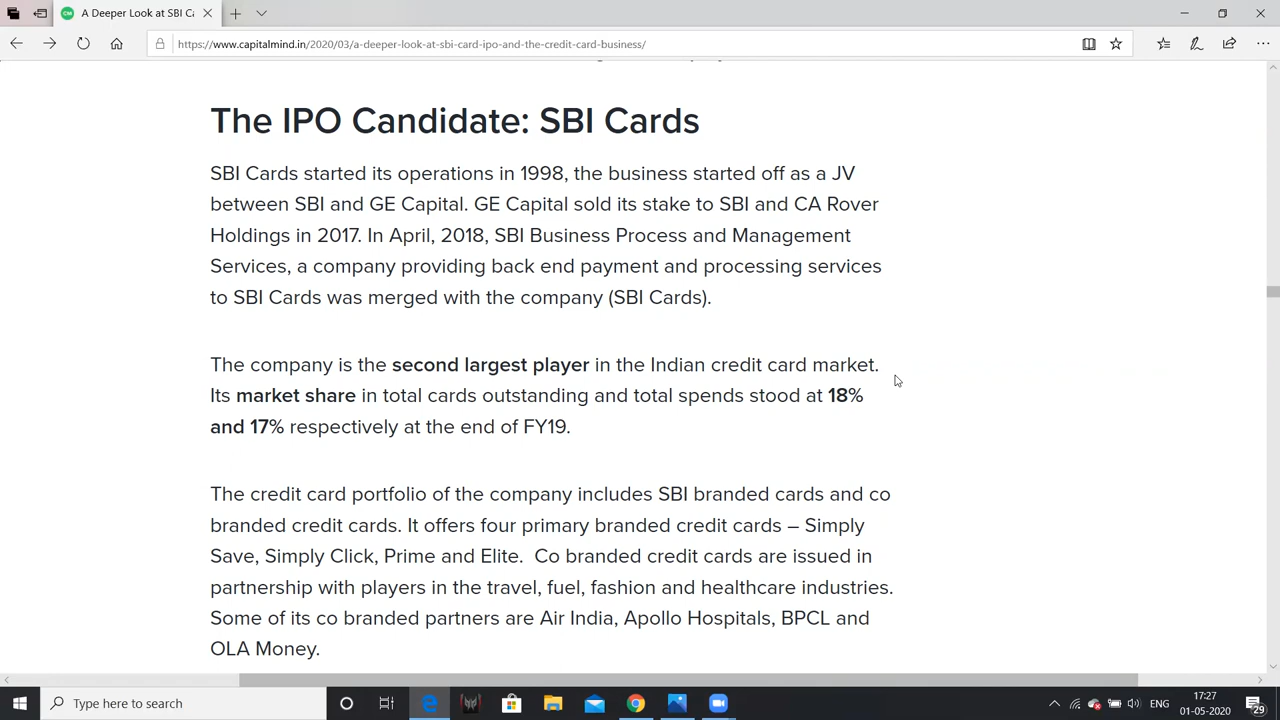 A Deeper Look at SBI Ca
https://www.capitalmind.in/2020/03/a-deeper-look-at-sbi-card-ipo-and-the-credit-card-business/
The IPO Candidate: SBI Cards
SBI Cards started its operations in 1998, the business started off as a JV
between SBI and GE Capital. GE Capital sold its stake to SBI and CA Rover
Holdings in 2017. In April, 2018, SBI Business Process and Management
Services, a company providing back end payment and processing services
to SBI Cards was merged with the company (SBI Cards).
The company is the second largest player in the Indian credit card market.
Its market share in total cards outstanding and total spends stood at 18%
and 17% respectively at the end of FY19.
The credit card portfolio of the company includes SBI branded cards and co
branded credit cards. It offers four primary branded credit cards – Simply
Save, Simply Click, Prime and Elite.  Co branded credit cards are issued in
partnership with players in the travel, fuel, fashion and healthcare industries.
Some of its co branded partners are Air India, Apollo Hospitals, BPCL and
OLA Money.
Type here to search
ENG
17:27
01-05-2020
29